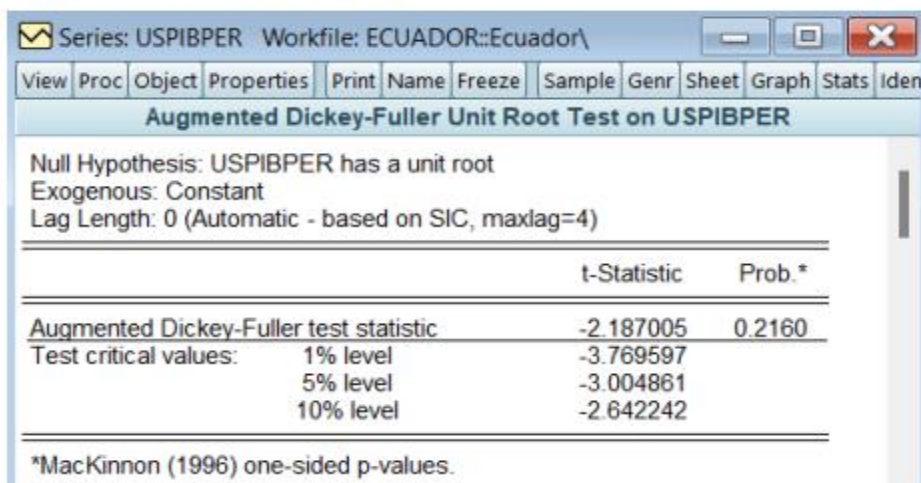 Series: USPIBPER Workfile: ECUADOR::Ecuador\
View Proc Object Properties Print Name Freeze Sample Genr Sheet Graph Stats Iden
Augmented Dickey-Fuller Unit Root Test on USPIBPER
Null Hypothesis: USPIBPER has a unit root
Exogenous: Constant
Lag Length: 0 (Automatic - based on SIC, maxlag=4)
t-Statistic Prob.*
Augmented Dickey-Fuller test statistic -2.187005 0.2160
Test critical values: 1% level -3.769597
5% level -3.004861
10% level -2.642242
*MacKinnon (1996) one-sided p-values.